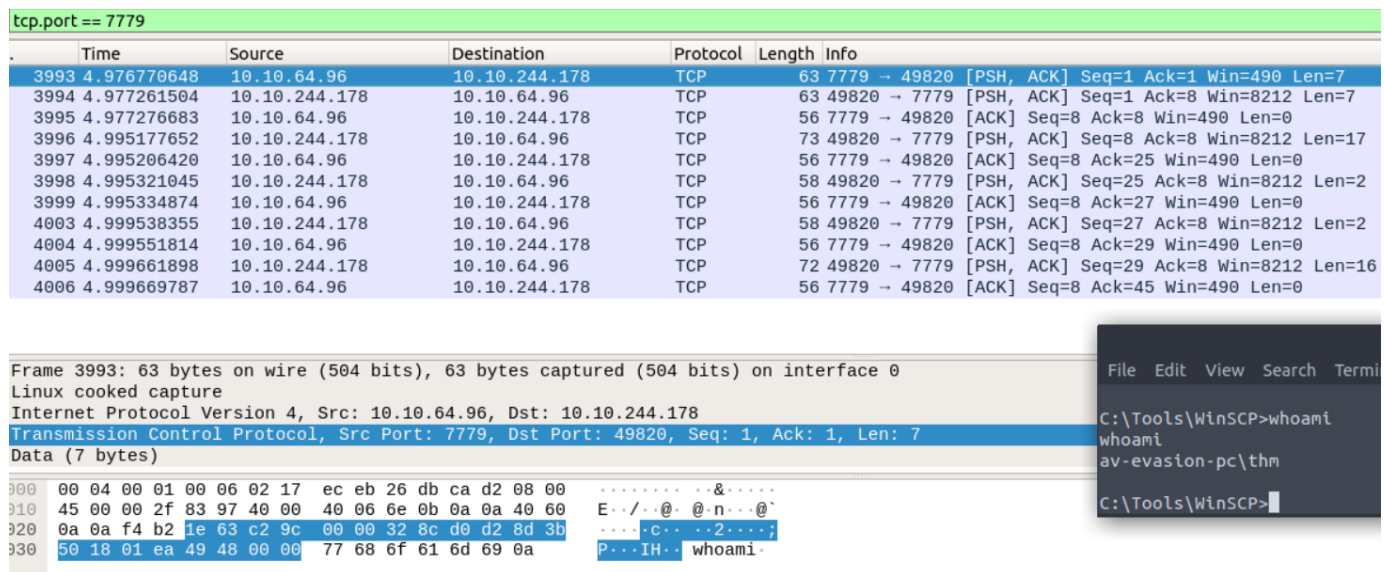 tcp.port == 7779
. Time Source Destination Protocol Length Info
3993 4.976770648 10.10.64.96 10.10.244.178 TCP 63 7779 → 49820 [PSH, ACK] Seq=1 Ack=1 Win=490 Len=7
3994 4.977261504 10.10.244.178 10.10.64.96 TCP 63 49820 → 7779 [PSH, ACK] Seq=1 Ack=8 Win=8212 Len=7
3995 4.977276683 10.10.64.96 10.10.244.178 TCP 56 7779 → 49820 [ACK] Seq=8 Ack=8 Win=490 Len=0
3996 4.995177652 10.10.244.178 10.10.64.96 TCP 73 49820 → 7779 [PSH, ACK] Seq=8 Ack=8 Win=8212 Len=17
3997 4.995206420 10.10.64.96 10.10.244.178 TCP 56 7779 → 49820 [ACK] Seq=8 Ack=25 Win=490 Len=0
3998 4.995321045 10.10.244.178 10.10.64.96 TCP 58 49820 → 7779 [PSH, ACK] Seq=25 Ack=8 Win=8212 Len=2
3999 4.995334874 10.10.64.96 10.10.244.178 TCP 56 7779 → 49820 [ACK] Seq=8 Ack=27 Win=490 Len=0
4003 4.999538355 10.10.244.178 10.10.64.96 TCP 58 49820 → 7779 [PSH, ACK] Seq=27 Ack=8 Win=8212 Len=2
4004 4.999551814 10.10.64.96 10.10.244.178 TCP 56 7779 → 49820 [ACK] Seq=8 Ack=29 Win=490 Len=0
4005 4.999661898 10.10.244.178 10.10.64.96 TCP 72 49820 → 7779 [PSH, ACK] Seq=29 Ack=8 Win=8212 Len=16
4006 4.999669787 10.10.64.96 10.10.244.178 TCP 56 7779 → 49820 [ACK] Seq=8 Ack=45 Win=490 Len=0
Frame 3993: 63 bytes on wire (504 bits), 63 bytes captured (504 bits) on interface 0
Linux cooked capture
Internet Protocol Version 4, Src: 10.10.64.96, Dst: 10.10.244.178
Transmission Control Protocol, Src Port: 7779, Dst Port: 49820, Seq: 1, Ack: 1, Len: 7
Data (7 bytes)
000 00 04 00 01 00 06 02 17 ec eb 26 db ca d2 08 00 ········ ··&·····
010 45 00 00 2f 83 97 40 00 40 06 6e 0b 0a 0a 40 60 E··/··@· @·n···@`
020 0a 0a f4 b2 1e 63 c2 9c 00 00 32 8c d0 d2 8d 3b ·····c·· ··2····;
030 50 18 01 ea 49 48 00 00 77 68 6f 61 6d 69 0a P···IH·· whoami·
File Edit View Search Termi
C:\Tools\WinSCP>whoami
whoami
av-evasion-pc\thm
C:\Tools\WinSCP>